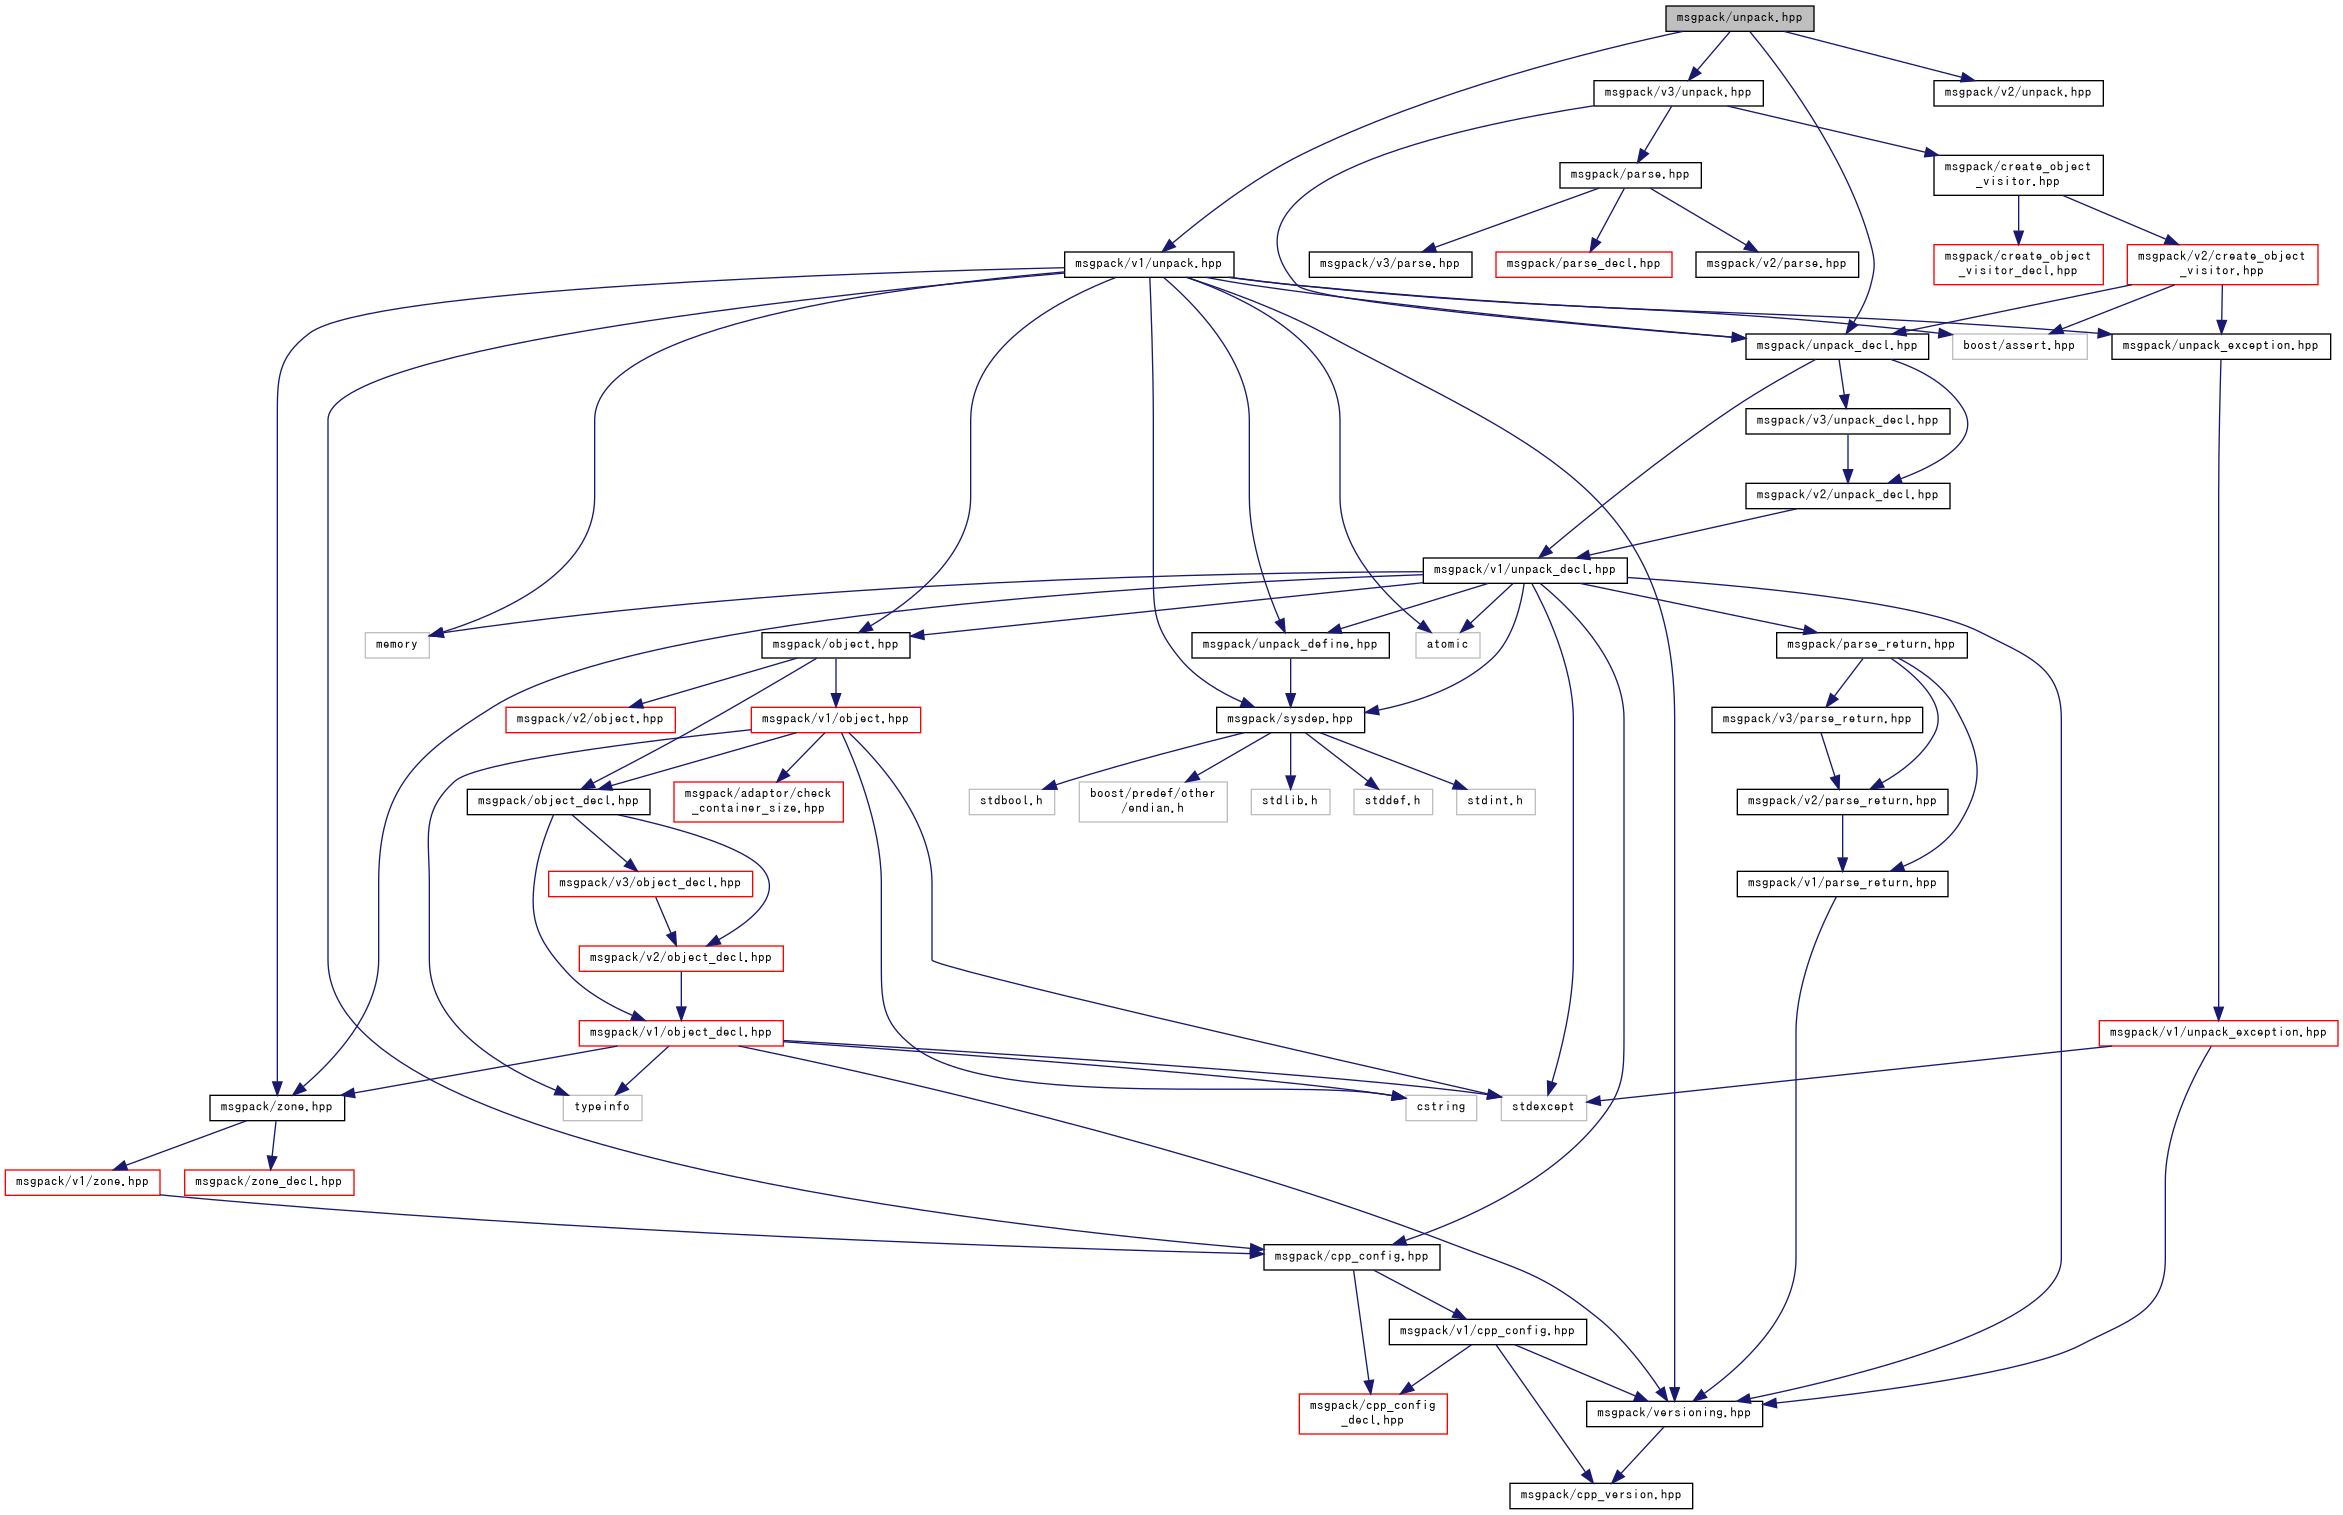 msgpack/unpack.hpp
msgpack/v3/unpack.hpp
msgpack/v2/unpack.hpp
msgpack/parse.hpp
msgpack/create_object
_visitor.hpp
msgpack/v1/unpack.hpp
msgpack/v3/parse.hpp
msgpack/parse_decl.hpp
msgpack/v2/parse.hpp
msgpack/create_object
_visitor_decl.hpp
msgpack/v2/create_object
_visitor.hpp
msgpack/unpack_decl.hpp
boost/assert.hpp
msgpack/unpack_exception.hpp
msgpack/v3/unpack_decl.hpp
msgpack/v2/unpack_decl.hpp
msgpack/v1/unpack_decl.hpp
memory
msgpack/object.hpp
msgpack/unpack_define.hpp
atomic
msgpack/parse_return.hpp
msgpack/v2/object.hpp
msgpack/v1/object.hpp
msgpack/sysdep.hpp
msgpack/v3/parse_return.hpp
msgpack/object_decl.hpp
msgpack/adaptor/check
_container_size.hpp
stdbool.h
boost/predef/other
/endian.h
stdlib.h
stddef.h
stdint.h
msgpack/v2/parse_return.hpp
msgpack/v3/object_decl.hpp
msgpack/v1/parse_return.hpp
msgpack/v2/object_decl.hpp
msgpack/v1/object_decl.hpp
msgpack/v1/unpack_exception.hpp
msgpack/zone.hpp
typeinfo
cstring
stdexcept
msgpack/v1/zone.hpp
msgpack/zone_decl.hpp
msgpack/cpp_config.hpp
msgpack/v1/cpp_config.hpp
msgpack/cpp_config
_decl.hpp
msgpack/versioning.hpp
msgpack/cpp_version.hpp